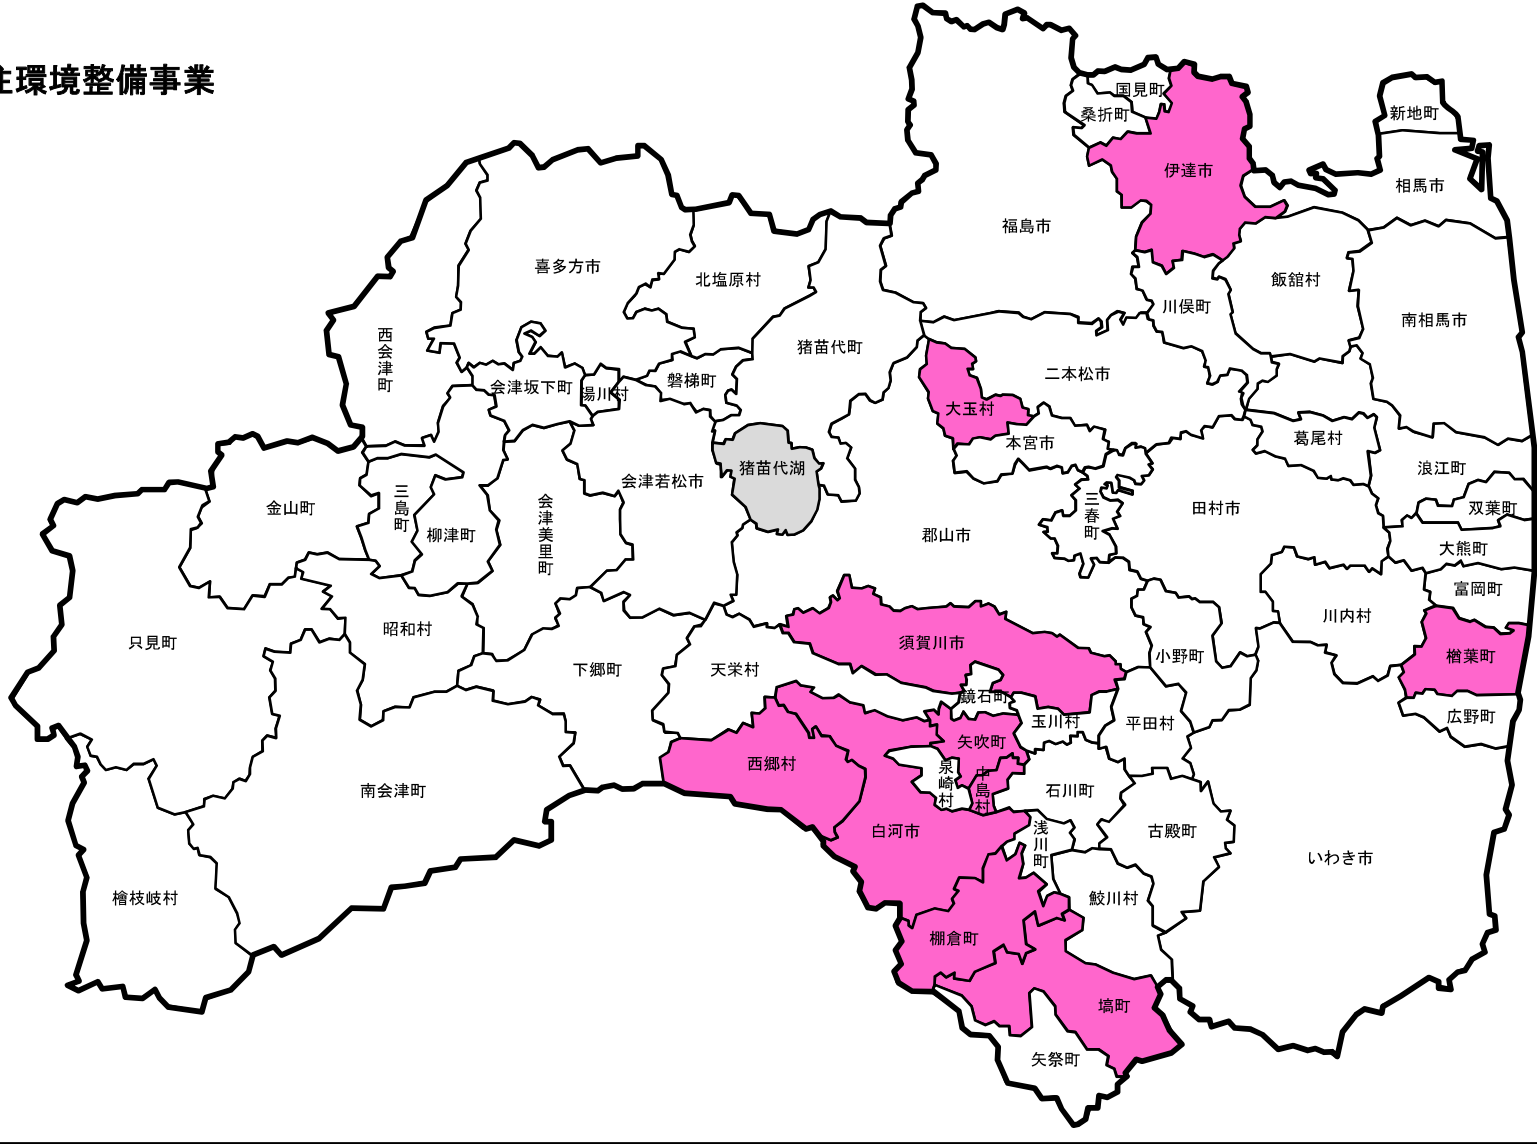 住環境整備事業
国見町
桑折町
新地町
伊達市
相馬市
福島市
喜多方市
北塩原村
飯舘村
川俣町
南相馬市
西会津町
猪苗代町
二本松市
磐梯町
会津坂下町
湯川村
大玉村
本宮市
葛尾村
浪江町
猪苗代湖
会津若松市
金山町
三島町
柳津町
会津美里町
三春町
田村市
双葉町
郡山市
大熊町
富岡町
川内村
昭和村
只見町
須賀川市
小野町
楢葉町
下郷町
天栄村
鏡石町
玉川村
平田村
広野町
矢吹町
西郷村
泉崎村
中島村
石川町
南会津町
白河市
浅川町
古殿町
いわき市
檜枝岐村
鮫川村
棚倉町
塙町
矢祭町